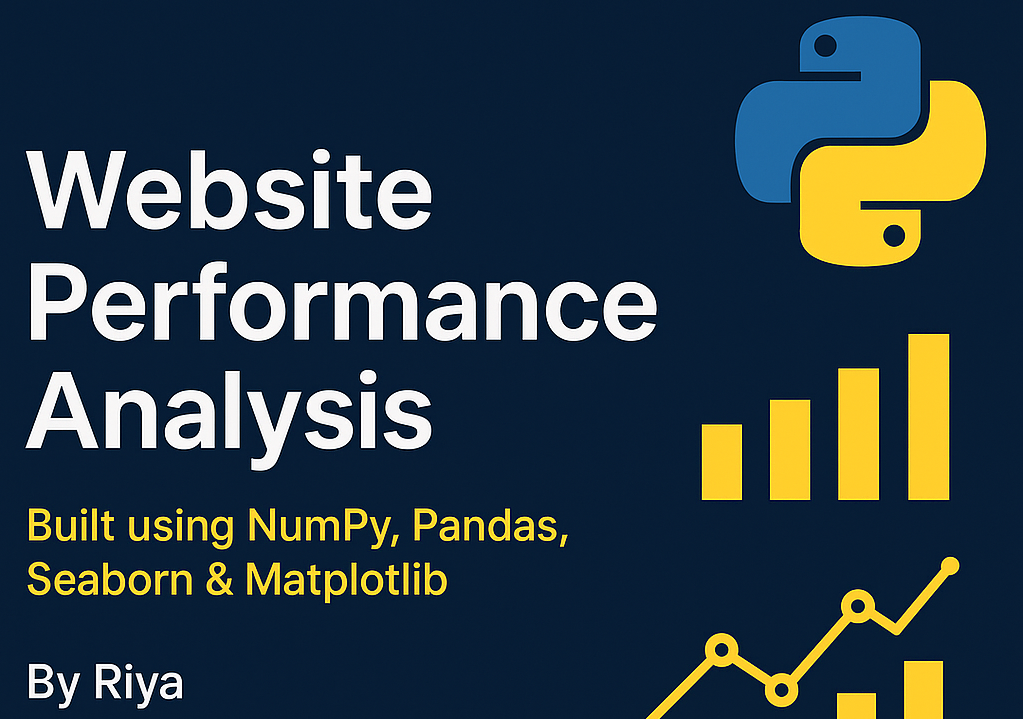 Website
Performance
Analysis
Built using NumPy, Pandas,
Seaborn & Matplotlib
By Riya